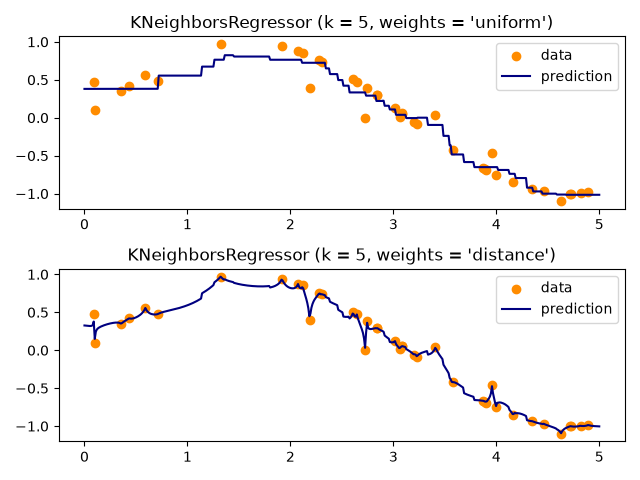 KNeighborsRegressor (k = 5, weights = 'uniform')
1.0
0.5
0.0
−0.5
−1.0
data
prediction
0 1 2 3 4 5
KNeighborsRegressor (k = 5, weights = 'distance')
1.0
0.5
0.0
−0.5
−1.0
data
prediction
0 1 2 3 4 5